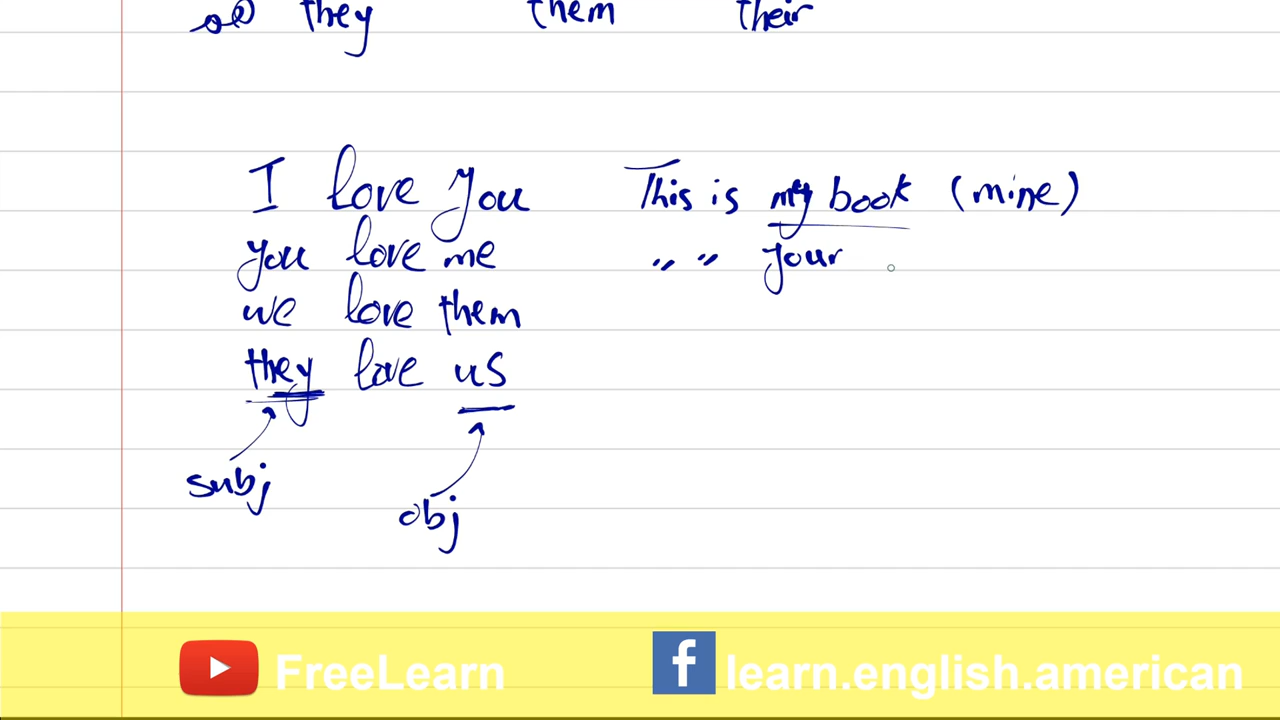 they them their
I love you This is my book (mine)
you love me " " your
we love them
they love us
subj
obj
FreeLearn learn.english.american